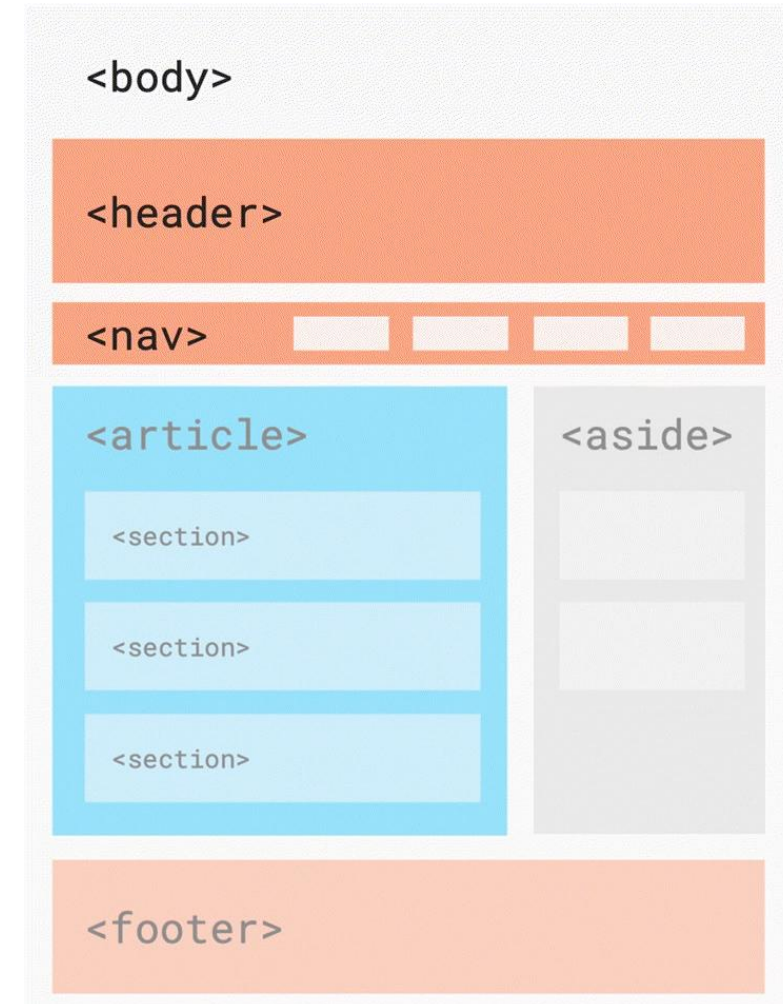 <body>
<header>
<nav>
<article>
<aside>
<section>
<section>
<section>
<footer>